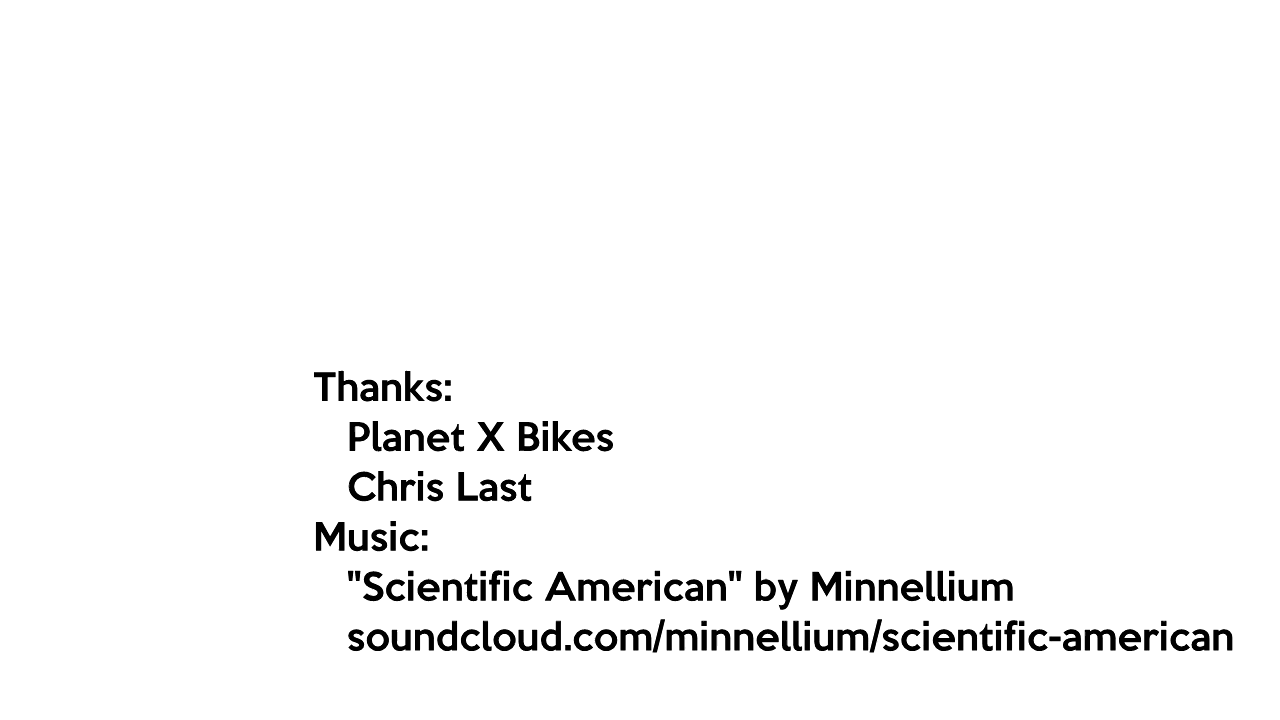 Thanks:
Planet X Bikes
Chris Last
Music:
"Scientific American" by Minnellium
soundcloud.com/minnellium/scientific-american